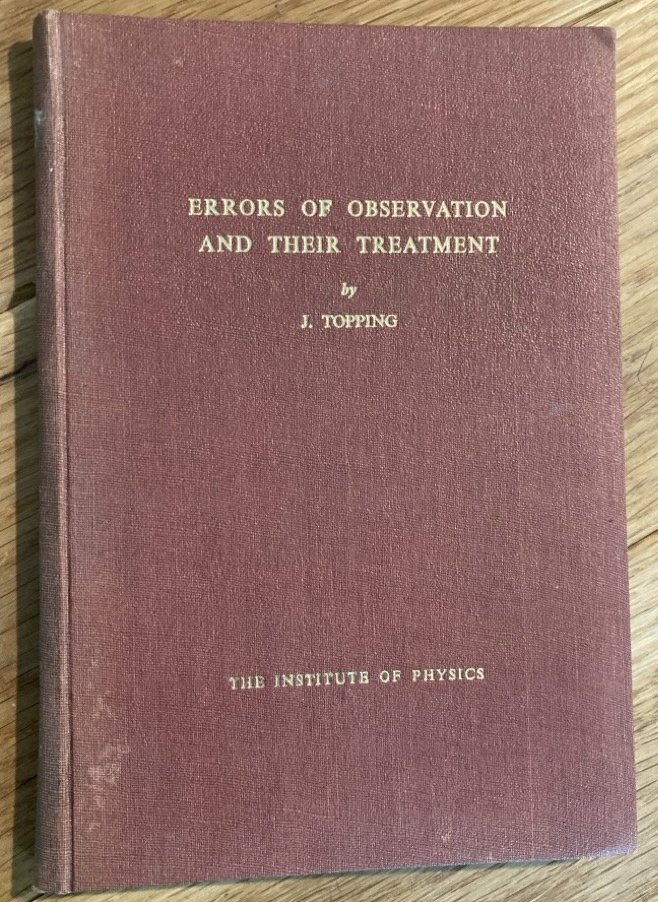 ERRORS OF OBSERVATION
AND THEIR TREATMENT
by
J. TOPPING
THE INSTITUTE OF PHYSICS